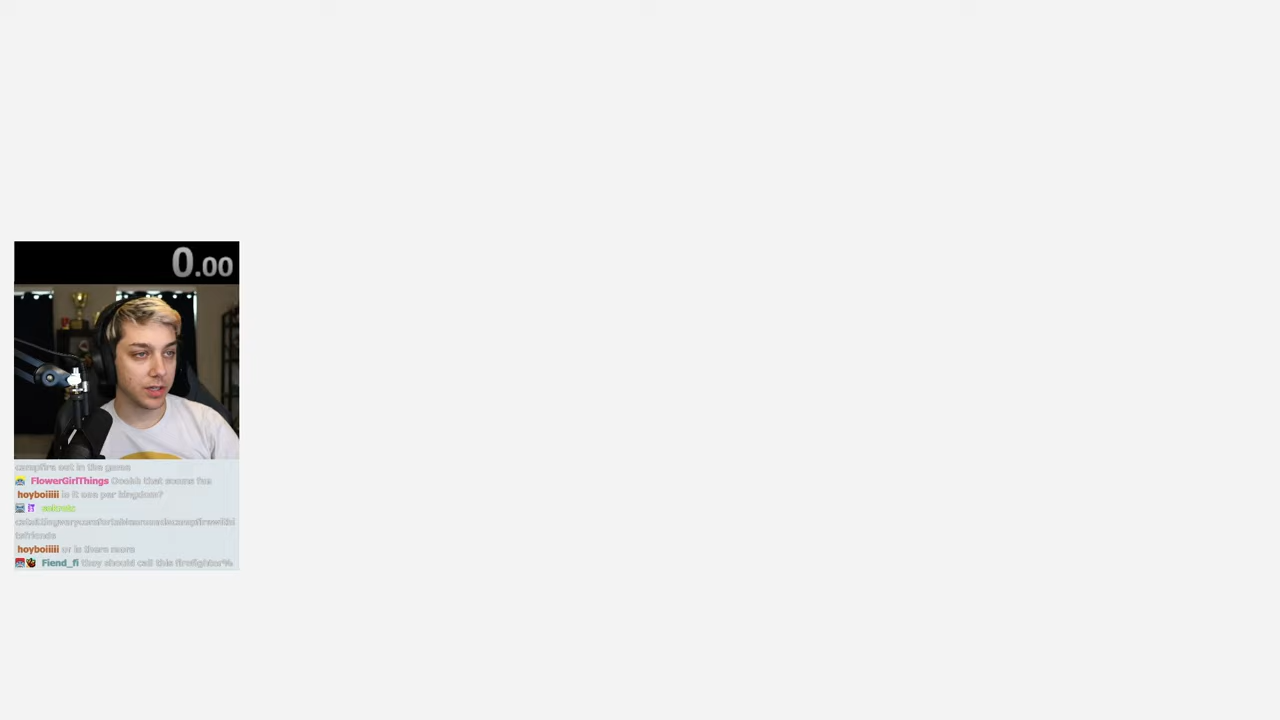 0.00
campfire out in the game
FlowerGirlThings Ooohh that seems fun
hoyboiiiii is it one per kingdom?
hoyboiiiii or is there more
Fiend_fi they should call this firefighter%